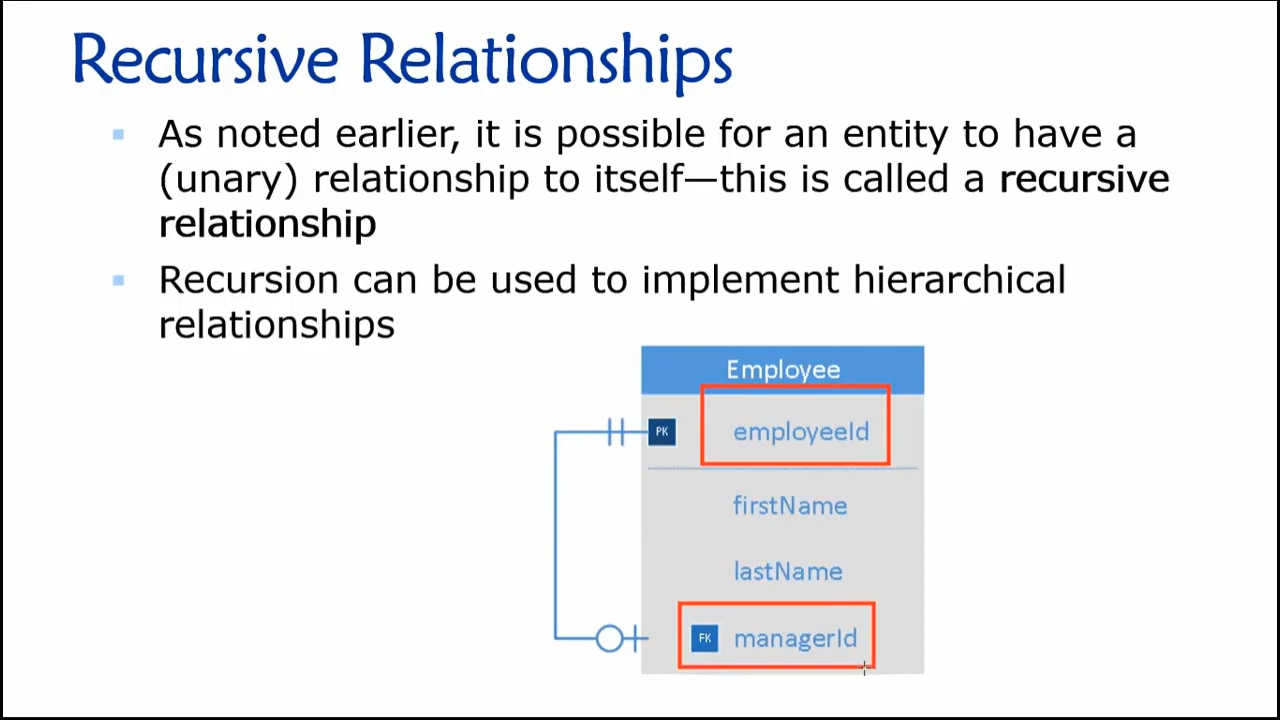 Recursive Relationships
As noted earlier, it is possible for an entity to have a
(unary) relationship to itself—this is called a recursive
relationship
Recursion can be used to implement hierarchical
relationships
Employee
PK employeeId
firstName
lastName
FK managerId